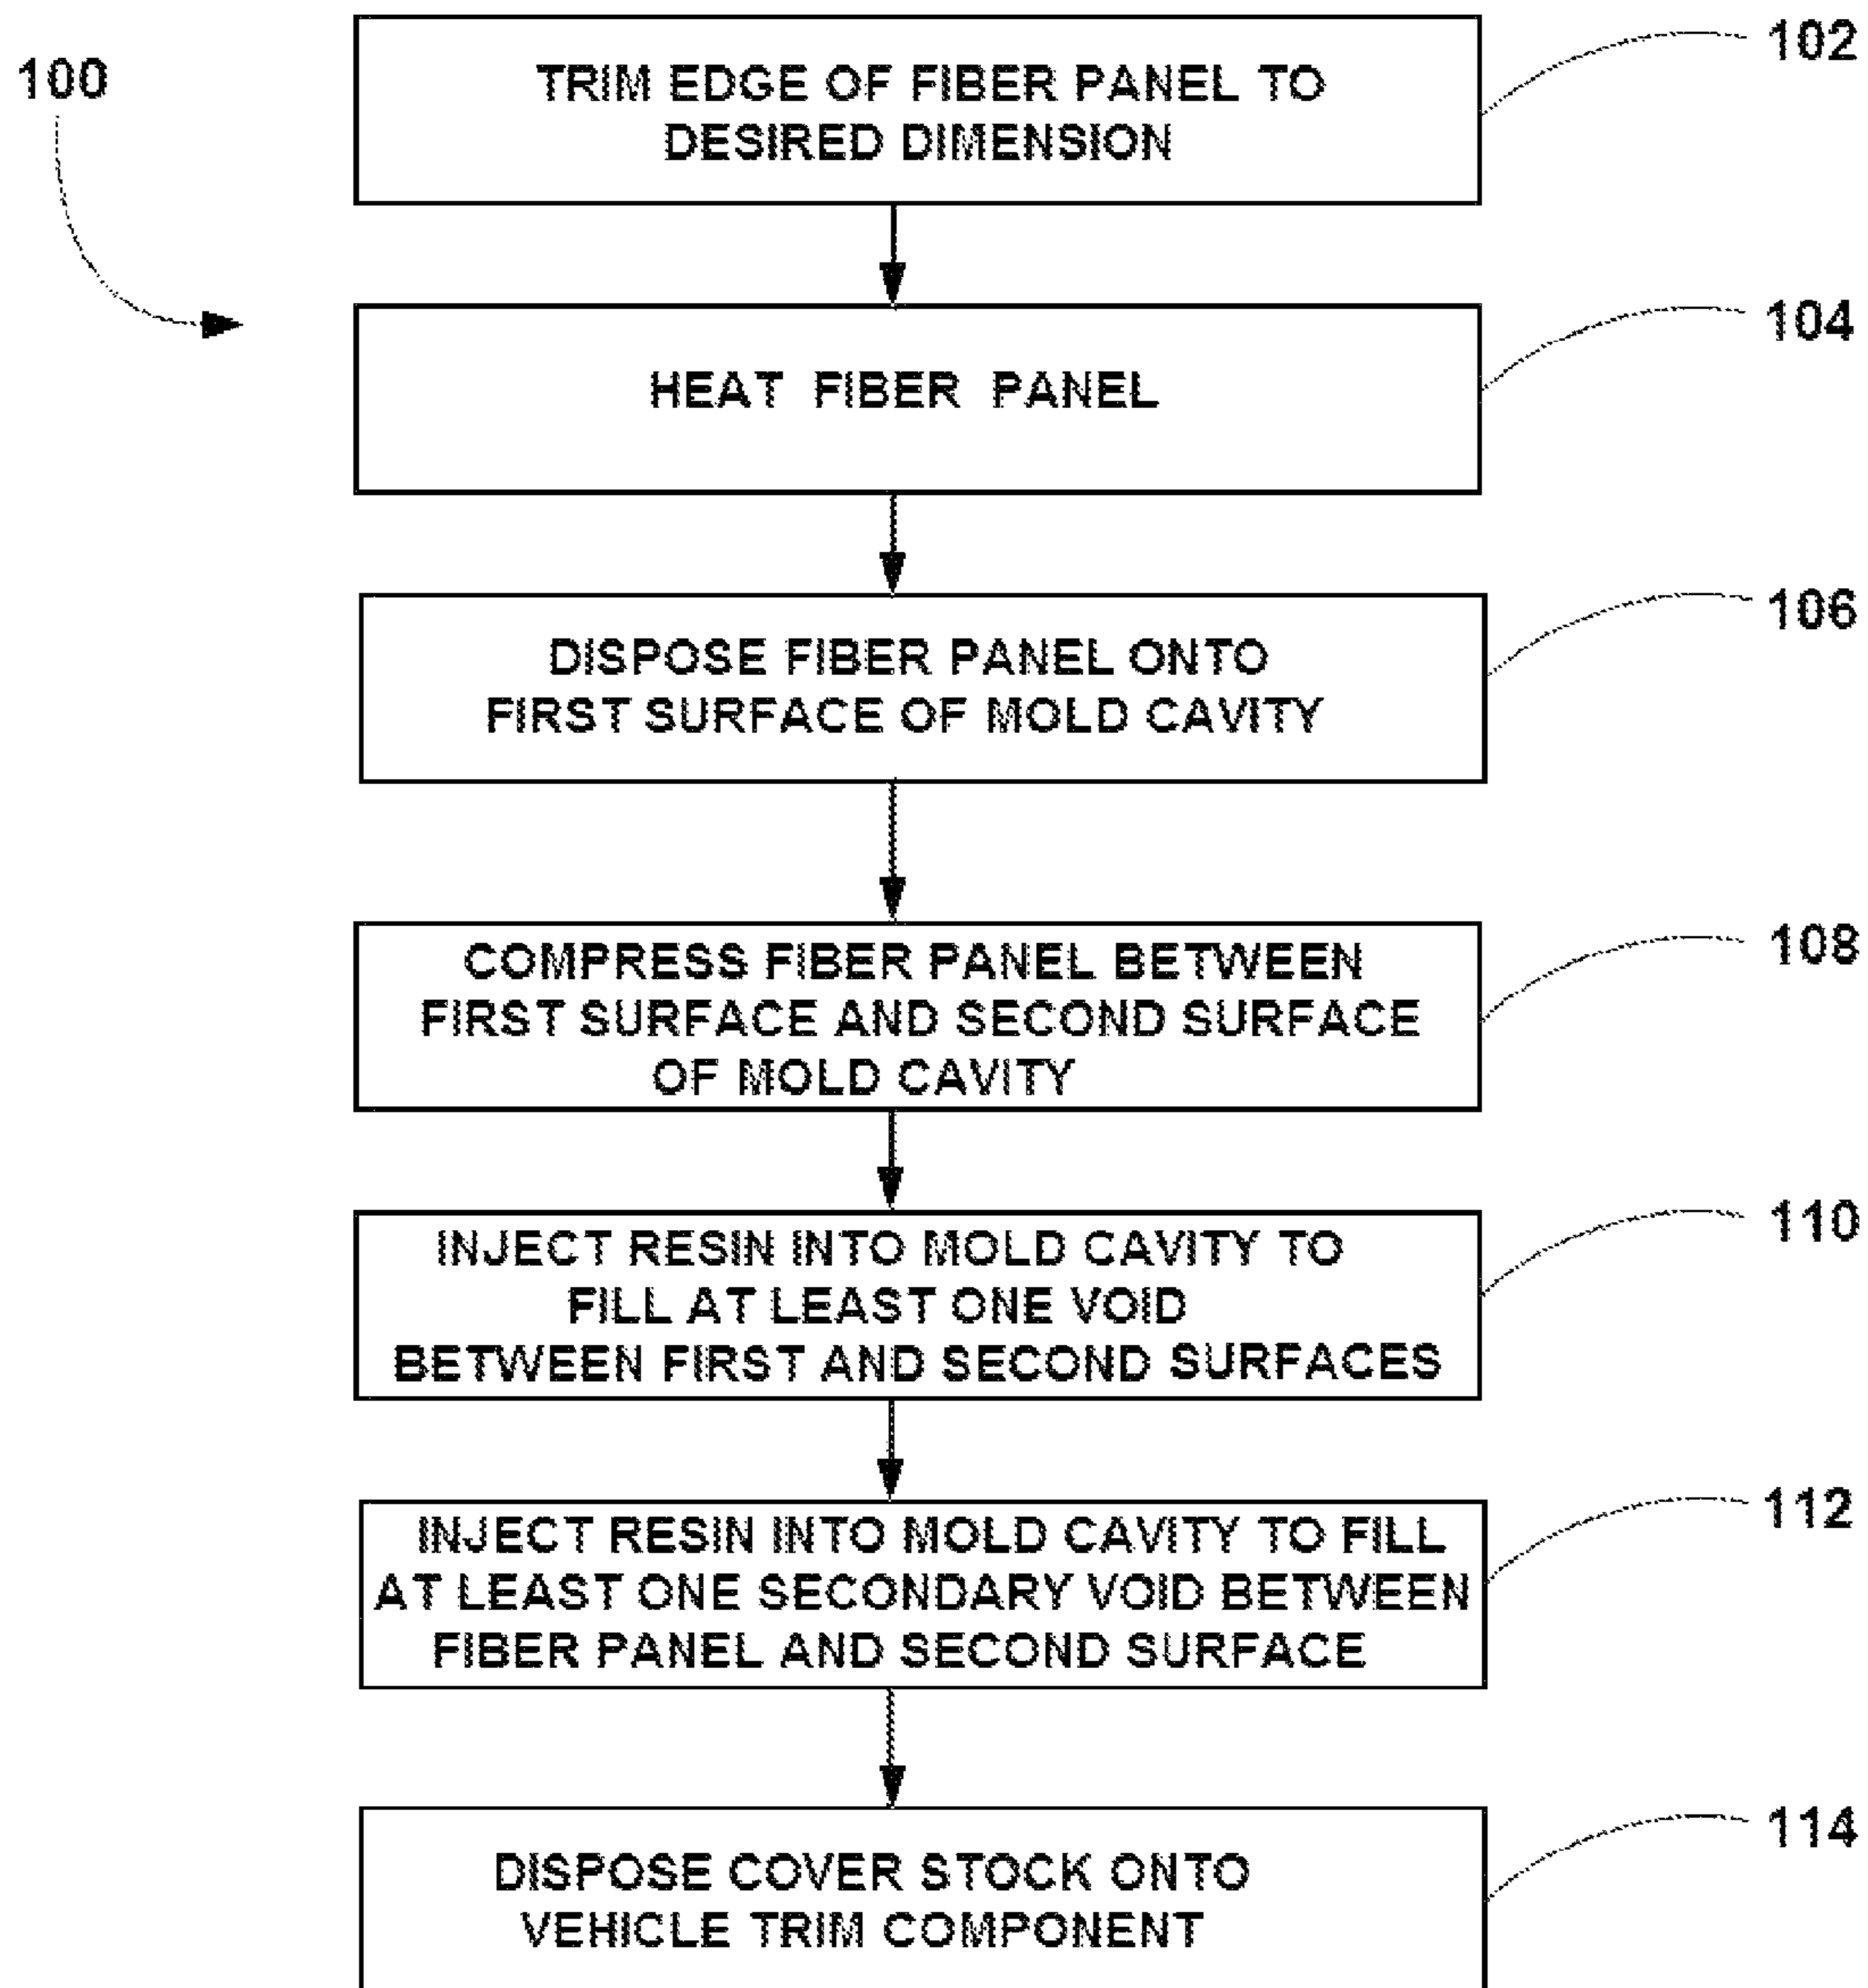 100
102
TRIM EDGE OF FIBER PANEL TO
DESIRED DIMENSION
104
HEAT FIBER PANEL
106
DISPOSE FIBER PANEL ONTO
FIRST SURFACE OF MOLD CAVITY
108
COMPRESS FIBER PANEL BETWEEN
FIRST SURFACE AND SECOND SURFACE
OF MOLD CAVITY
110
INJECT RESIN INTO MOLD CAVITY TO
FILL AT LEAST ONE VOID
BETWEEN FIRST AND SECOND SURFACES
112
INJECT RESIN INTO MOLD CAVITY TO FILL
AT LEAST ONE SECONDARY VOID BETWEEN
FIBER PANEL AND SECOND SURFACE
114
DISPOSE COVER STOCK ONTO
VEHICLE TRIM COMPONENT